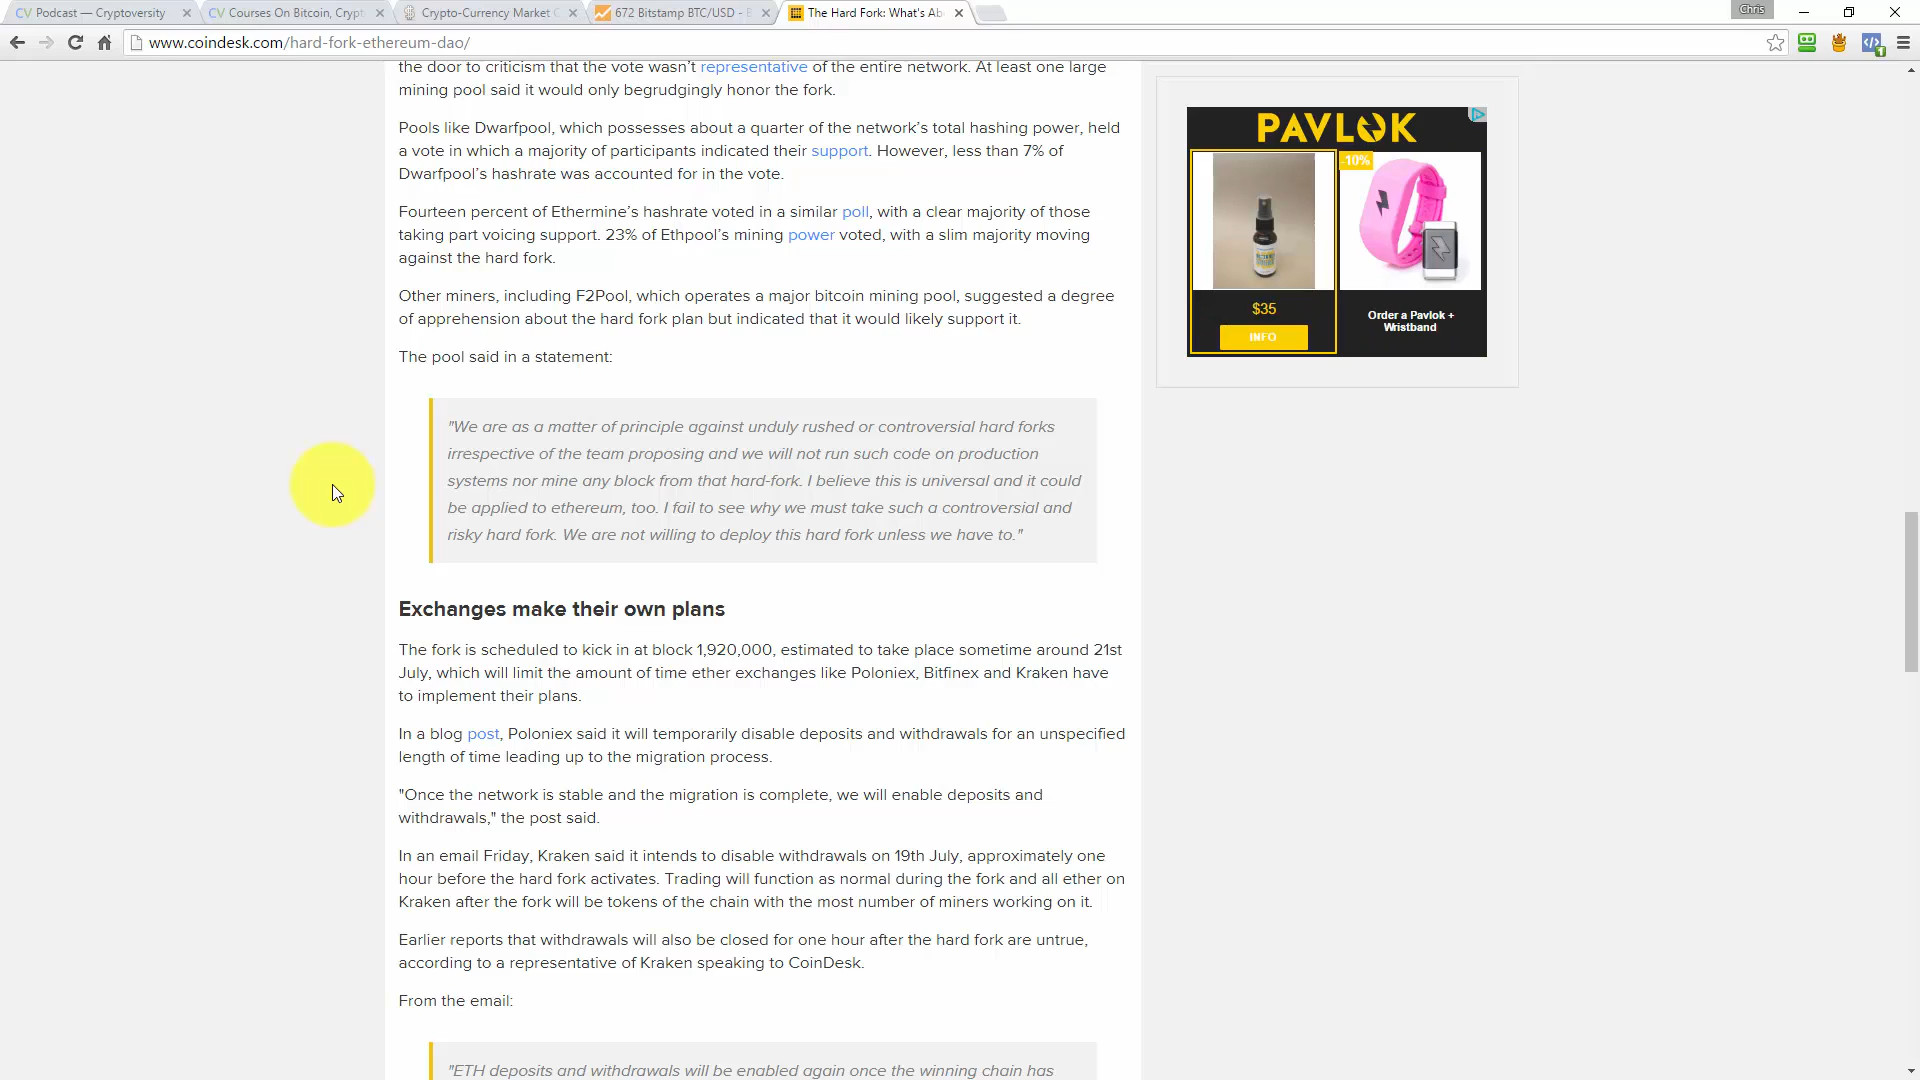 CV Podcast — Cryptoversity
CV Courses On Bitcoin, Crypt
Crypto-Currency Market C
672 Bitstamp BTC/USD - B
The Hard Fork: What's Ab
Chris
www.coindesk.com/hard-fork-ethereum-dao/
the door to criticism that the vote wasn't representative of the entire network. At least one large
mining pool said it would only begrudgingly honor the fork.
Pools like Dwarfpool, which possesses about a quarter of the network's total hashing power, held
a vote in which a majority of participants indicated their support. However, less than 7% of
Dwarfpool's hashrate was accounted for in the vote.
Fourteen percent of Ethermine's hashrate voted in a similar poll, with a clear majority of those
taking part voicing support. 23% of Ethpool's mining power voted, with a slim majority moving
against the hard fork.
Other miners, including F2Pool, which operates a major bitcoin mining pool, suggested a degree
of apprehension about the hard fork plan but indicated that it would likely support it.
The pool said in a statement:
"We are as a matter of principle against unduly rushed or controversial hard forks
irrespective of the team proposing and we will not run such code on production
systems nor mine any block from that hard-fork. I believe this is universal and it could
be applied to ethereum, too. I fail to see why we must take such a controversial and
risky hard fork. We are not willing to deploy this hard fork unless we have to."
Exchanges make their own plans
The fork is scheduled to kick in at block 1,920,000, estimated to take place sometime around 21st
July, which will limit the amount of time ether exchanges like Poloniex, Bitfinex and Kraken have
to implement their plans.
In a blog post, Poloniex said it will temporarily disable deposits and withdrawals for an unspecified
length of time leading up to the migration process.
"Once the network is stable and the migration is complete, we will enable deposits and
withdrawals," the post said.
In an email Friday, Kraken said it intends to disable withdrawals on 19th July, approximately one
hour before the hard fork activates. Trading will function as normal during the fork and all ether on
Kraken after the fork will be tokens of the chain with the most number of miners working on it.
Earlier reports that withdrawals will also be closed for one hour after the hard fork are untrue,
according to a representative of Kraken speaking to CoinDesk.
From the email:
"ETH deposits and withdrawals will be enabled again once the winning chain has
PAVLOK
-10%
$35
INFO
Order a Pavlok +
Wristband